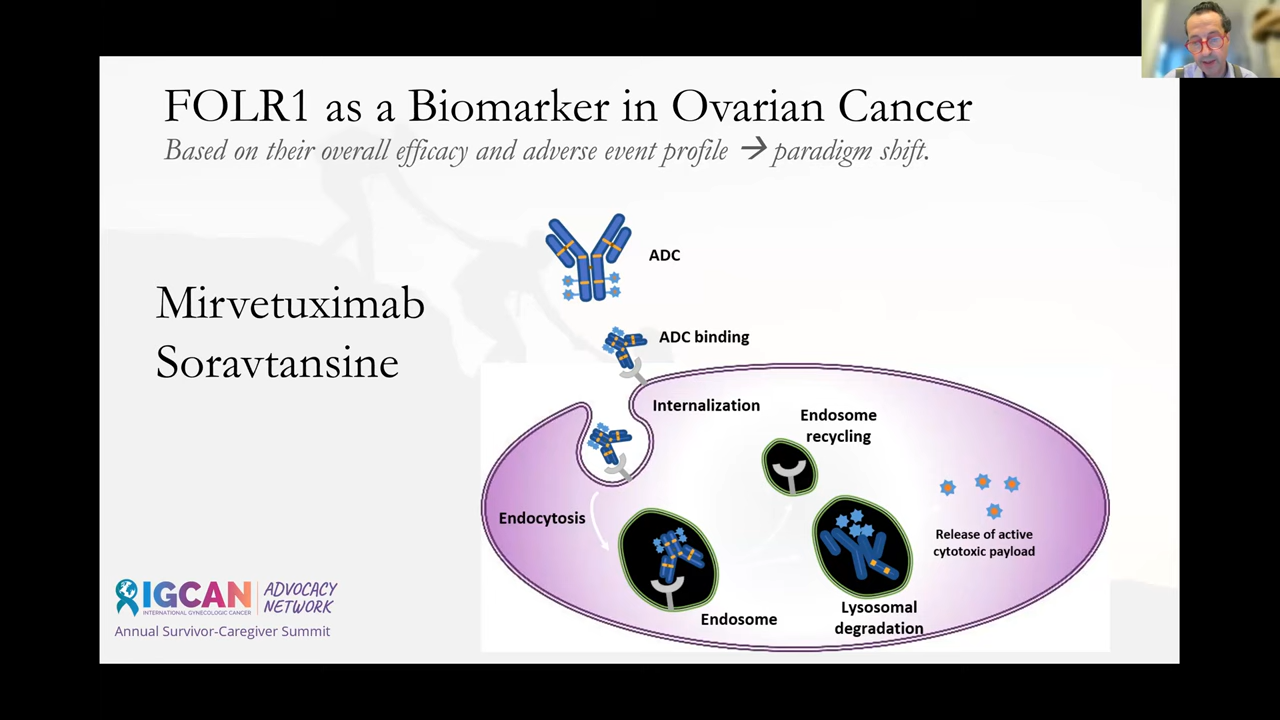 FOLR1 as a Biomarker in Ovarian Cancer
Based on their overall efficacy and adverse event profile → paradigm shift.
Mirvetuximab
Soravtansine
ADC
ADC binding
Internalization
Endosome
recycling
Endocytosis
Release of active
cytotoxic payload
Endosome
Lysosomal
degradation
IGCAN
INTERNATIONAL GYNECOLOGIC CANCER
ADVOCACY
NETWORK
Annual Survivor-Caregiver Summit